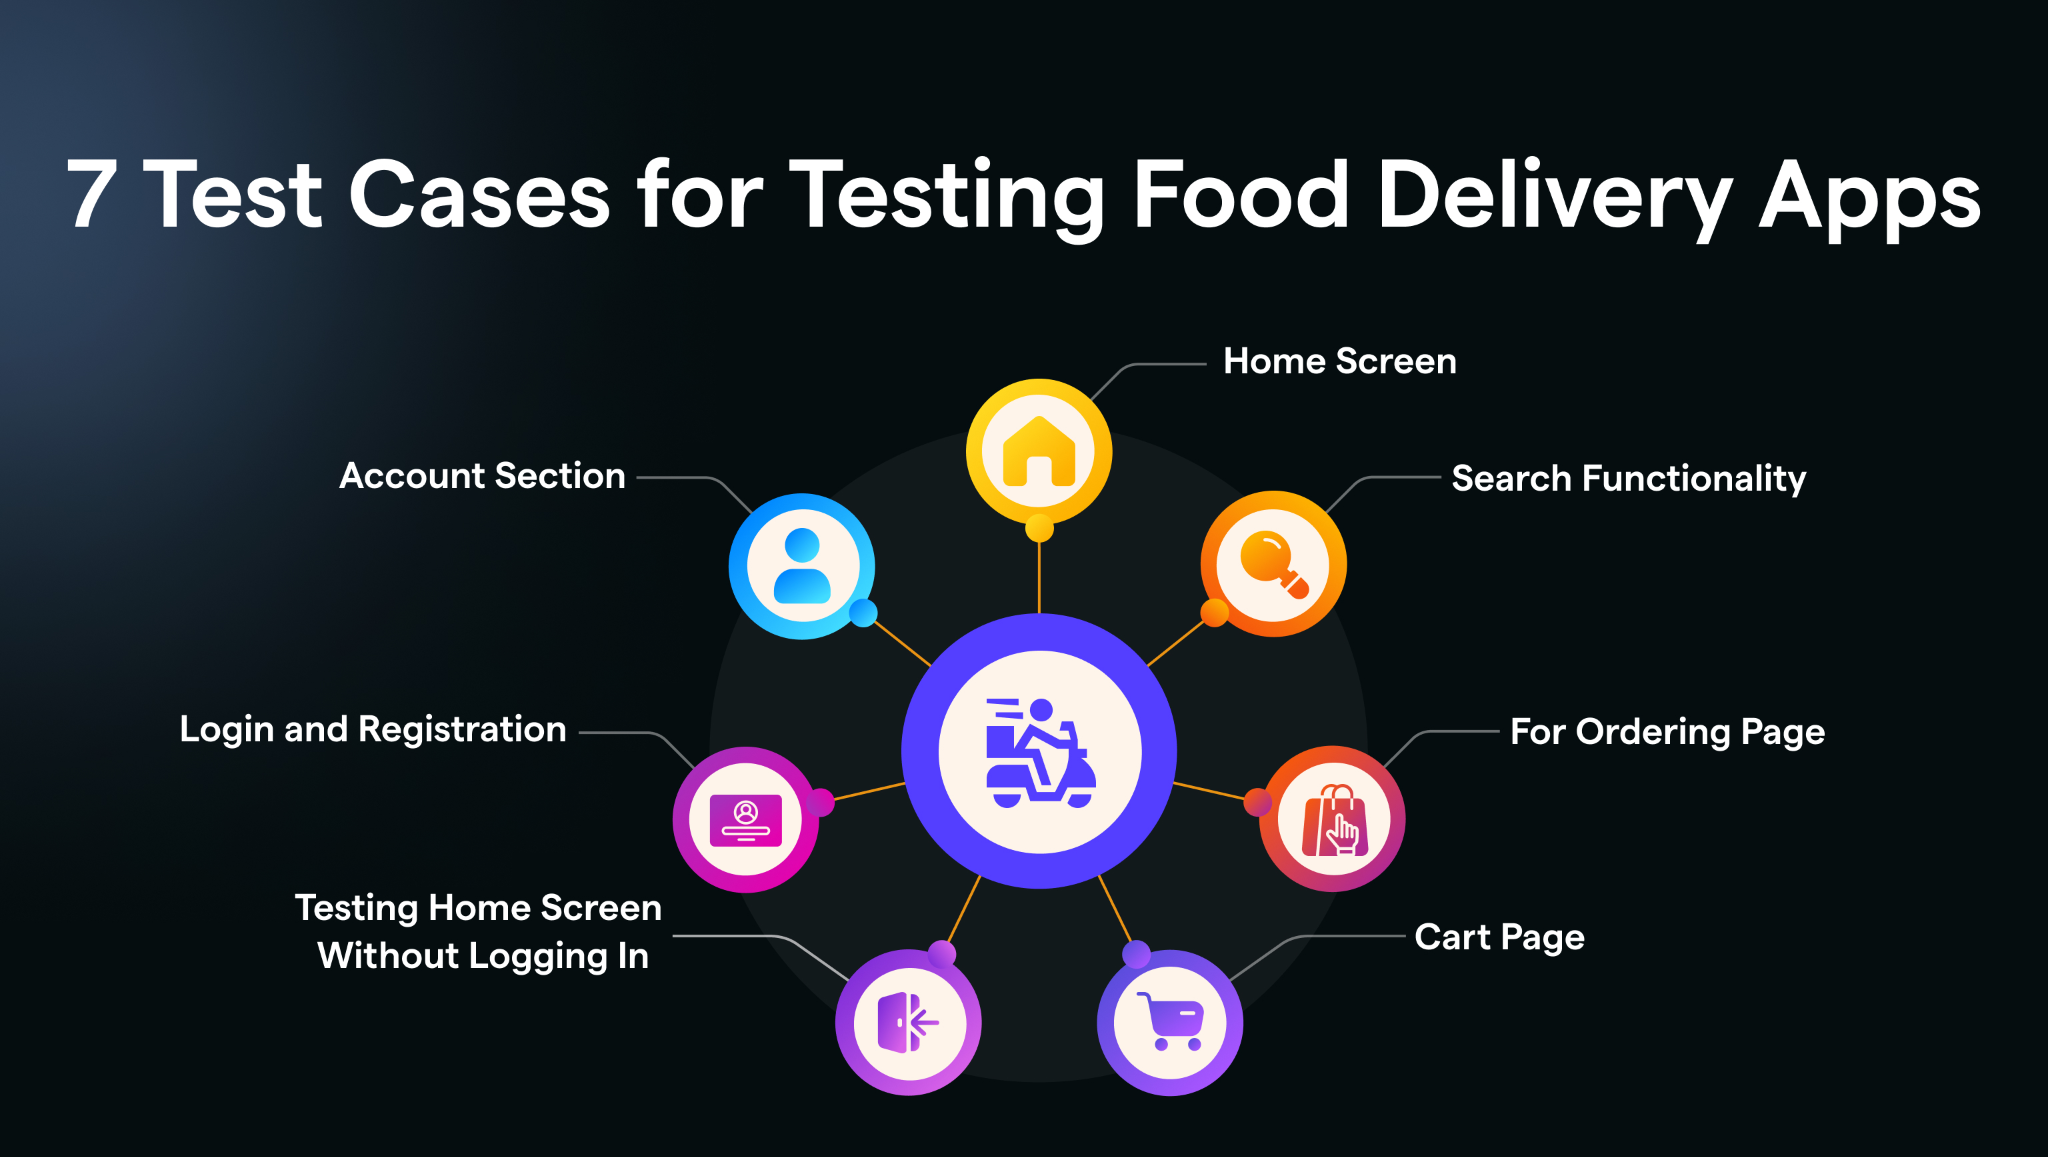 7 Test Cases for Testing Food Delivery Apps
Home Screen
Account Section
Search Functionality
Login and Registration
For Ordering Page
Testing Home Screen
Without Logging In
Cart Page